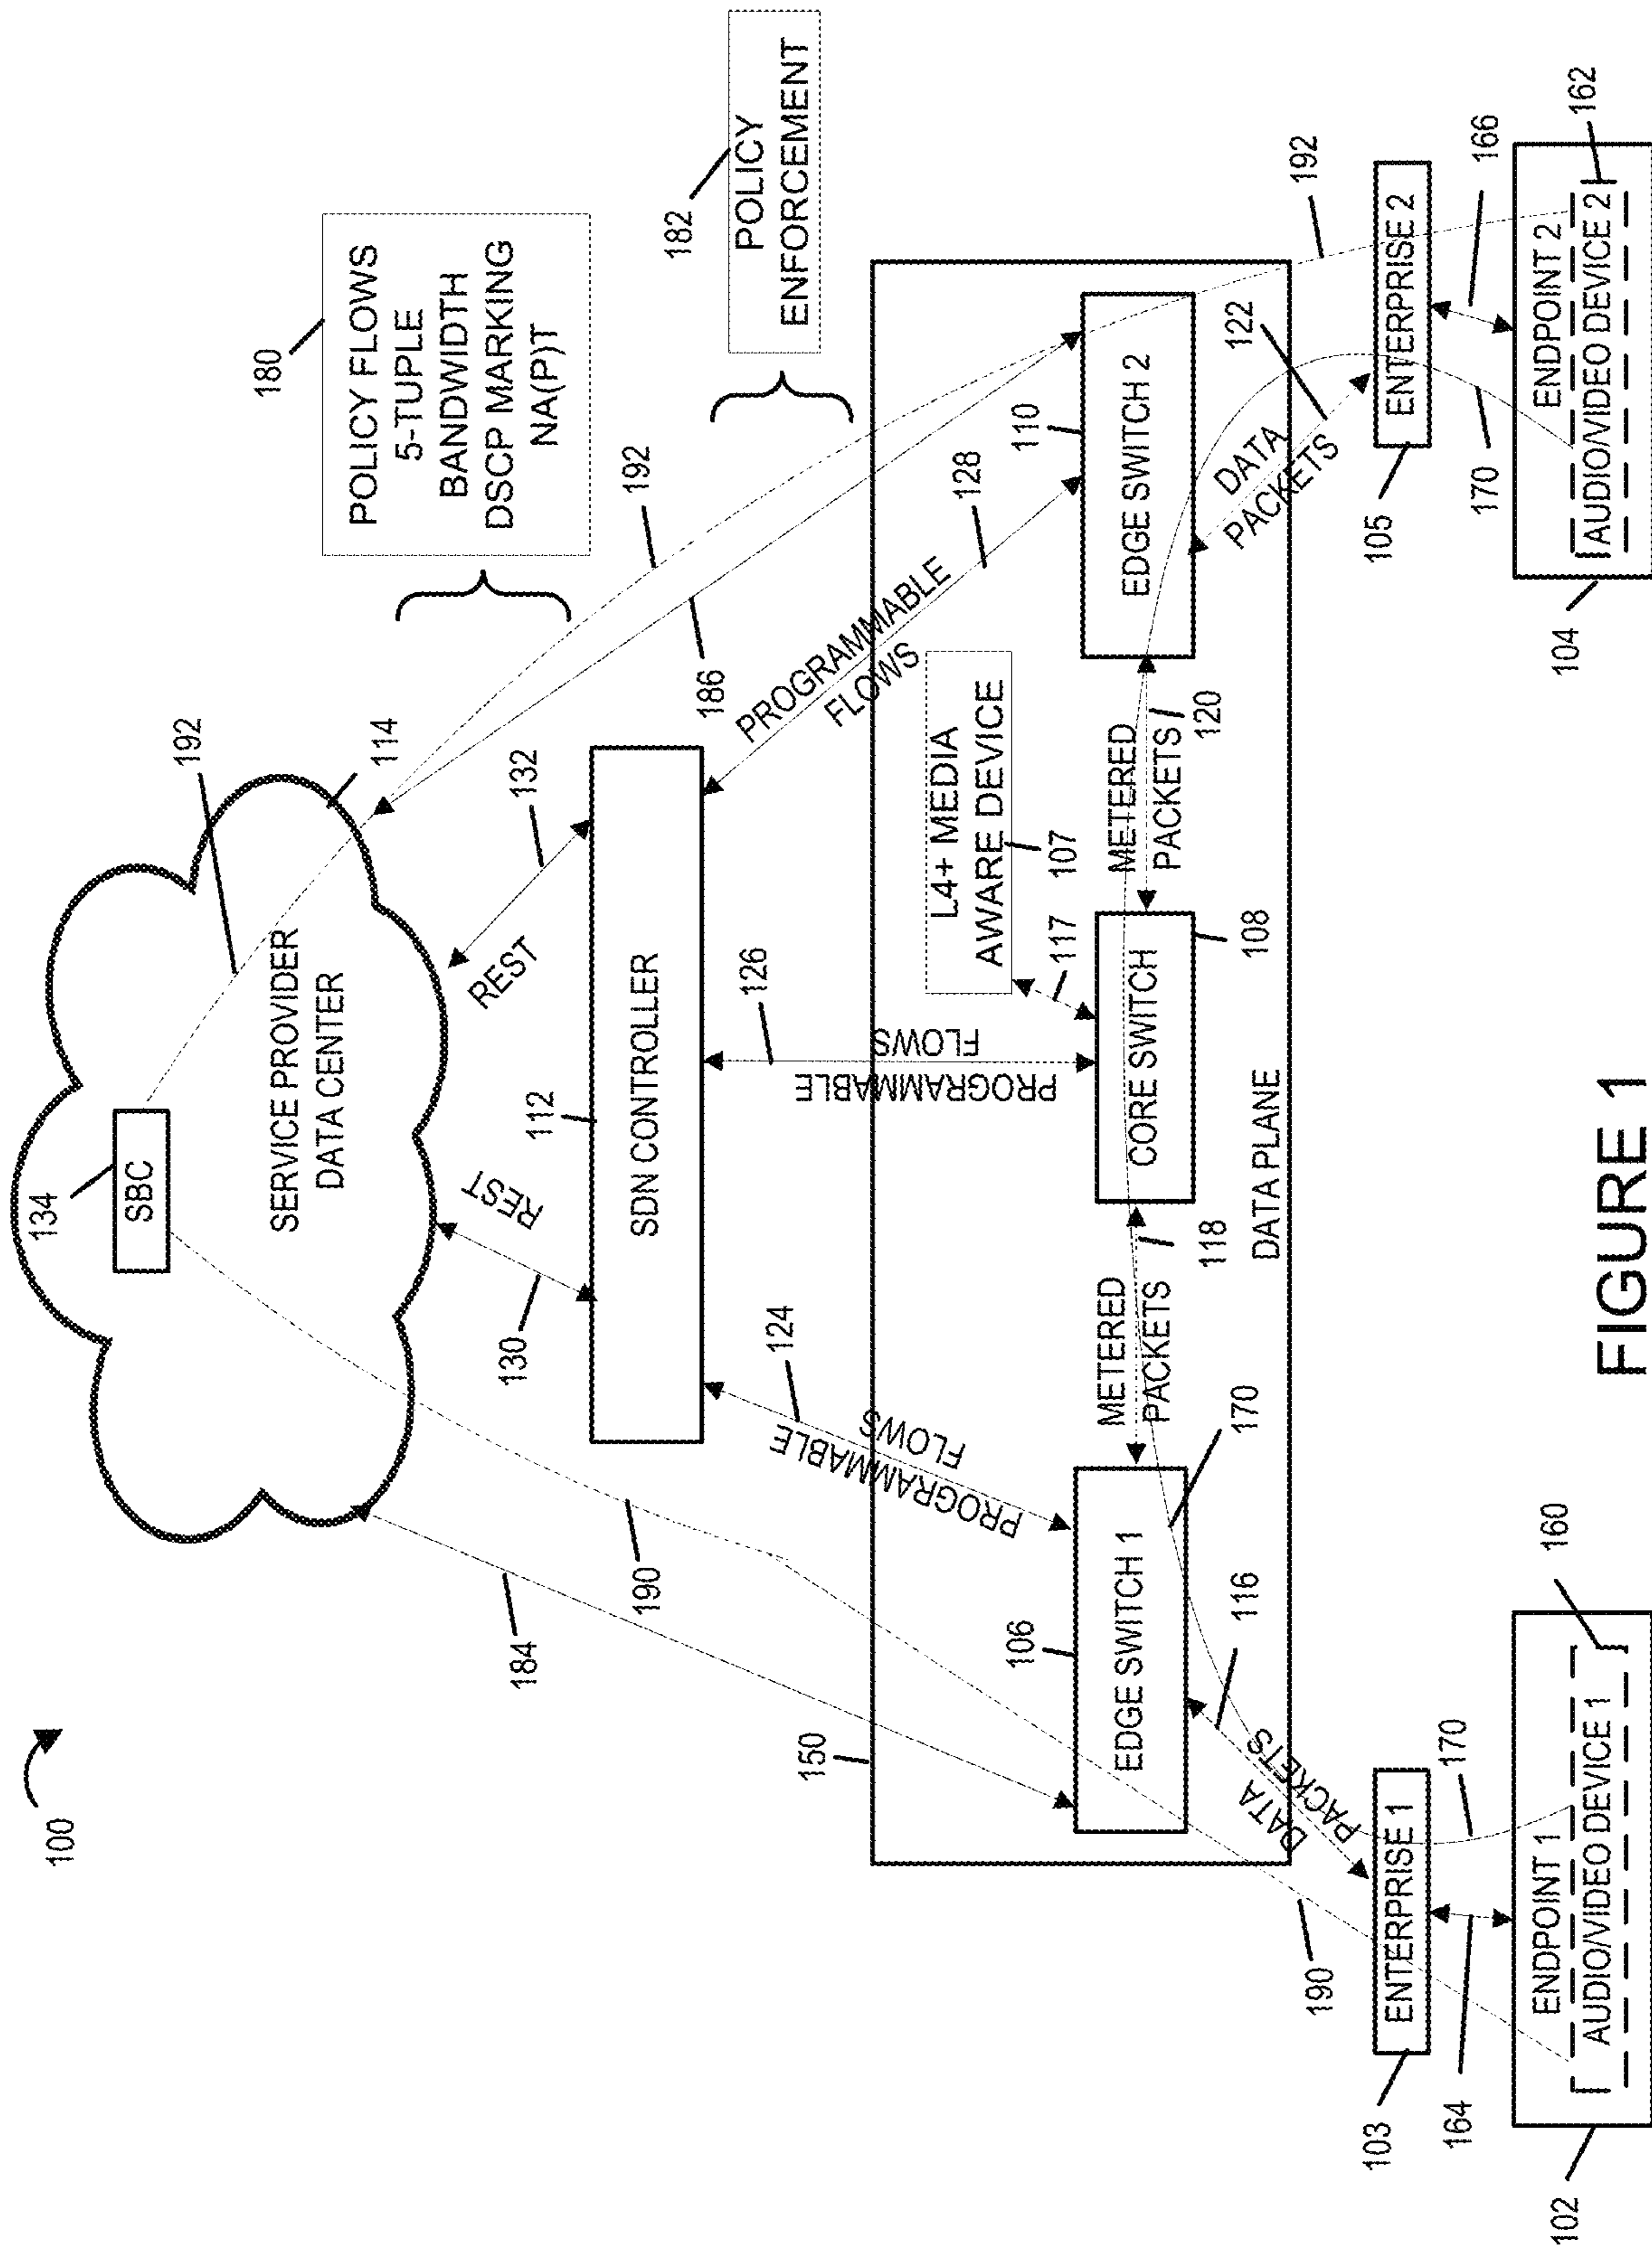 100
134
SBC
192
SERVICE PROVIDER
DATA CENTER
114
180
POLICY FLOWS
5-TUPLE
BANDWIDTH
DSCP MARKING
NA(P)T
184
190
130
REST
REST
132
112
SDN CONTROLLER
186
192
182
POLICY
ENFORCEMENT
124
PROGRAMMABLE
FLOWS
126
PROGRAMMABLE
FLOWS
PROGRAMMABLE
FLOWS
128
150
L4+ MEDIA
AWARE DEVICE
107
117
106
EDGE SWITCH 1
METERED
PACKETS
118
CORE SWITCH
108
METERED
PACKETS
120
110
EDGE SWITCH 2
170
116
DATA
PACKETS
DATA PLANE
DATA
PACKETS
122
192
190
103
ENTERPRISE 1
170
164
105
ENTERPRISE 2
166
170
102
ENDPOINT 1
AUDIO/VIDEO DEVICE 1
160
104
ENDPOINT 2
AUDIO/VIDEO DEVICE 2
162
FIGURE 1